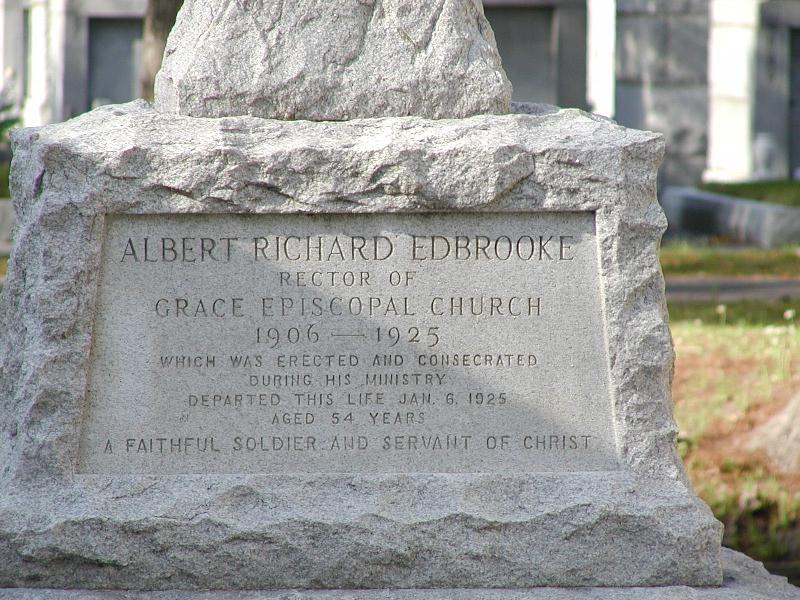 ALBERT RICHARD EDBROOKE
RECTOR OF
GRACE EPISCOPAL CHURCH
1906 — 1925
WHICH WAS ERECTED AND CONSECRATED
DURING HIS MINISTRY
DEPARTED THIS LIFE JAN. 6, 1925
AGED 54 YEARS
A FAITHFUL SOLDIER AND SERVANT OF CHRIST